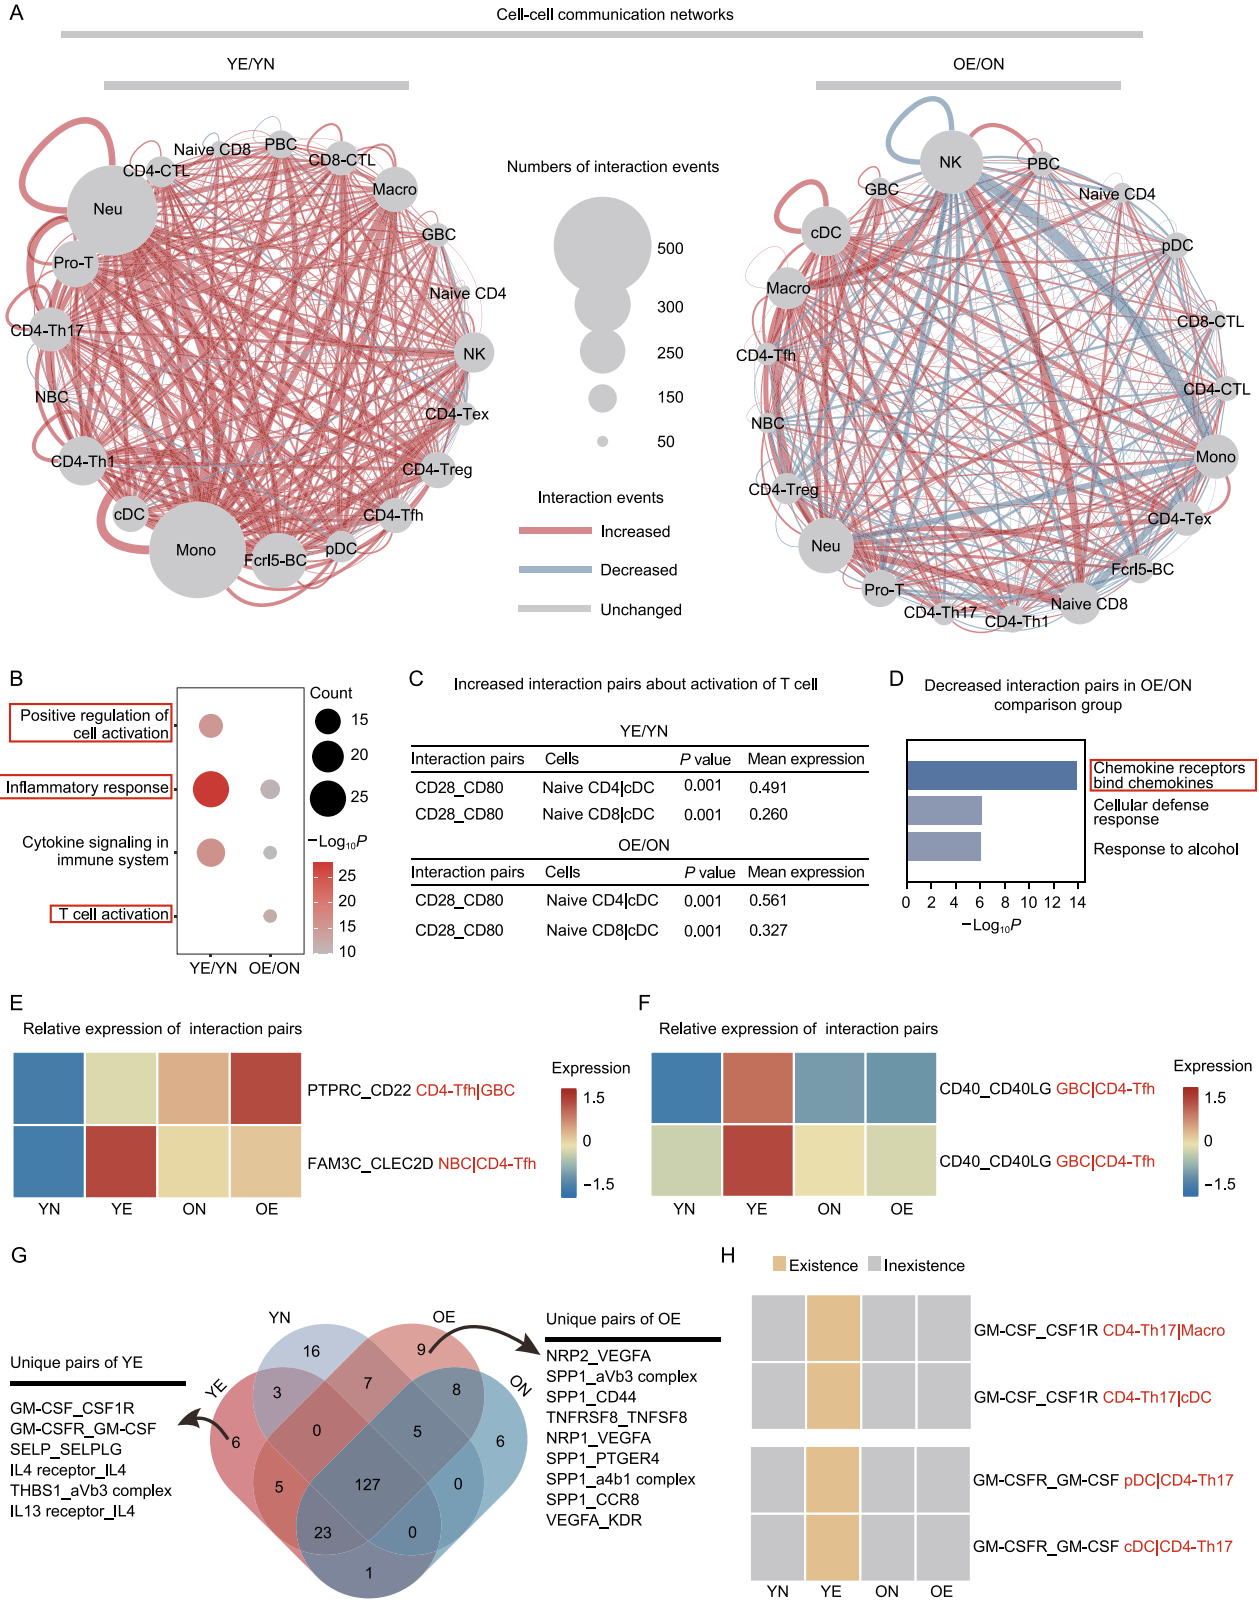 A
Cell-cell communication networks
YE/YN
OE/ON
Naive CD8
PBC
CD8-CTL
CD4-CTL
Macro
Neu
GBC
Pro-T
Naive CD4
CD4-Th17
NK
NBC
CD4-Tex
CD4-Th1
CD4-Treg
cDC
CD4-Tfh
Mono
Fcrl5-BC
pDC
Numbers of interaction events
500
300
250
150
50
Interaction events
Increased
Decreased
Unchanged
NK
PBC
GBC
Naive CD4
cDC
pDC
Macro
CD8-CTL
CD4-Tfh
CD4-CTL
NBC
Mono
CD4-Treg
CD4-Tex
Neu
Fcrl5-BC
Pro-T
Naive CD8
CD4-Th17
CD4-Th1
B
Positive regulation of
cell activation
Inflammatory response
Cytokine signaling in
immune system
T cell activation
YE/YN
OE/ON
Count
15
20
25
−Log10P
25
20
15
10
C
Increased interaction pairs about activation of T cell
YE/YN
Interaction pairs Cells P value Mean expression
CD28_CD80 Naive CD4|cDC 0.001 0.491
CD28_CD80 Naive CD8|cDC 0.001 0.260
OE/ON
Interaction pairs Cells P value Mean expression
CD28_CD80 Naive CD4|cDC 0.001 0.561
CD28_CD80 Naive CD8|cDC 0.001 0.327
D
Decreased interaction pairs in OE/ON
comparison group
Chemokine receptors
bind chemokines
Cellular defense
response
Response to alcohol
0 2 4 6 8 10 12 14
−Log10P
E
Relative expression of interaction pairs
PTPRC_CD22 CD4-Tfh|GBC
FAM3C_CLEC2D NBC|CD4-Tfh
YN YE ON OE
Expression
1.5
0
−1.5
F
Relative expression of interaction pairs
CD40_CD40LG GBC|CD4-Tfh
CD40_CD40LG GBC|CD4-Tfh
YN YE ON OE
Expression
1.5
0
−1.5
G
Unique pairs of YE
GM-CSF_CSF1R
GM-CSFR_GM-CSF
SELP_SELPLG
IL4 receptor_IL4
THBS1_aVb3 complex
IL13 receptor_IL4
YN
OE
YE
ON
16
9
3
7
8
6
0
5
6
5
127
0
23
0
1
Unique pairs of OE
NRP2_VEGFA
SPP1_aVb3 complex
SPP1_CD44
TNFRSF8_TNFSF8
NRP1_VEGFA
SPP1_PTGER4
SPP1_a4b1 complex
SPP1_CCR8
VEGFA_KDR
H
Existence Inexistence
GM-CSF_CSF1R CD4-Th17|Macro
GM-CSF_CSF1R CD4-Th17|cDC
GM-CSFR_GM-CSF pDC|CD4-Th17
GM-CSFR_GM-CSF cDC|CD4-Th17
YN YE ON OE